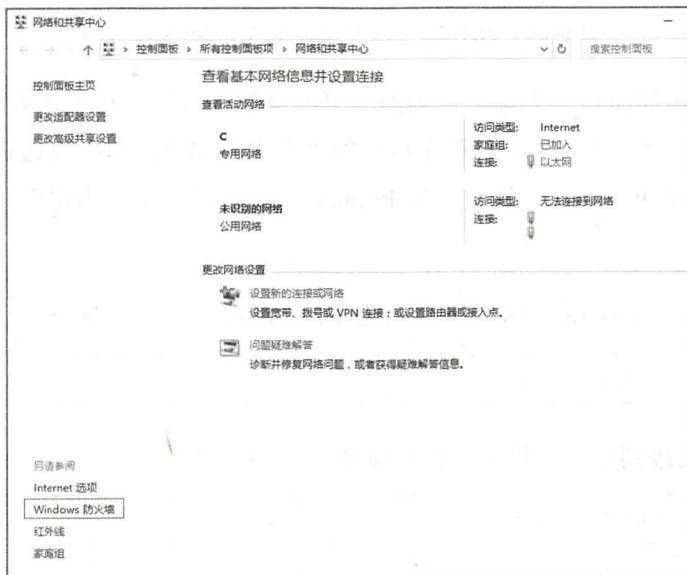 网络和共享中心
控制面板 › 所有控制面板项 › 网络和共享中心
搜索控制面板
控制面板主页
更改适配器设置
更改高级共享设置
查看基本网络信息并设置连接
查看活动网络
C
专用网络
访问类型: Internet
家庭组: 已加入
连接: 以太网
未识别的网络
公用网络
访问类型: 无法连接到网络
连接:
更改网络设置
设置新的连接或网络
设置宽带、拨号或 VPN 连接；或设置路由器或接入点。
问题疑难解答
诊断并修复网络问题，或者获得疑难解答信息。
另请参阅
Internet 选项
Windows 防火墙
红外线
家庭组